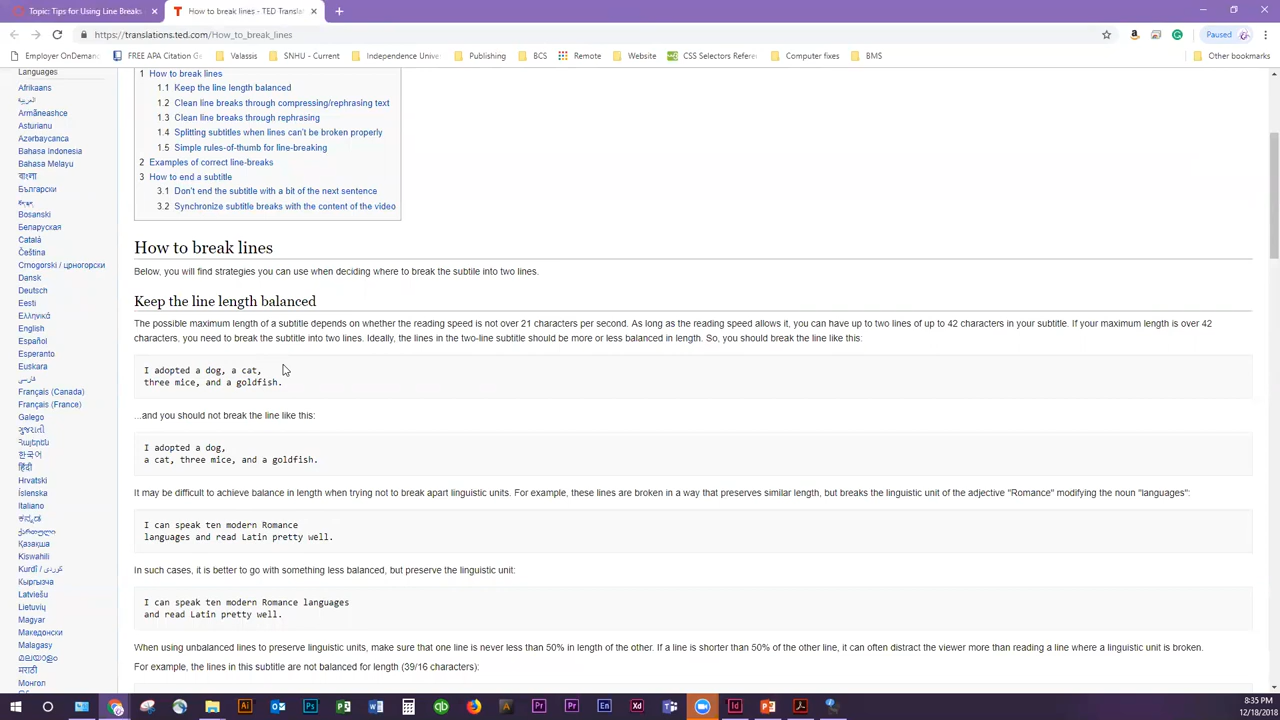 Topic: Tips for Using Line Breaks
How to break lines - TED Transla
https://translations.ted.com/How_to_break_lines
Paused
Employer OnDemand
FREE APA Citation Ge
Valassis
SNHU - Current
Independence Unive
Publishing
BCS
Remote
Website
CSS Selectors Refere
Computer fixes
BMS
Other bookmarks
Languages
Afrikaans
العربية
Armãneashce
Asturianu
Azərbaycanca
Bahasa Indonesia
Bahasa Melayu
বাংলা
Български
Bosanski
Беларуская
Català
Čeština
Crnogorski / црногорски
Dansk
Deutsch
Eesti
Ελληνικά
English
Español
Esperanto
Euskara
فارسی
Français (Canada)
Français (France)
Galego
ગુજરાતી
Հայերեն
한국어
हिंदी
Hrvatski
Íslenska
Italiano
ಕನ್ನಡ
ქართული
Қазақша
Kiswahili
Kurdî / کوردی
Кыргызча
Latviešu
Lietuvių
Magyar
Македонски
Malagasy
മലയാളം
मराठी
Монгол
1 How to break lines
1.1 Keep the line length balanced
1.2 Clean line breaks through compressing/rephrasing text
1.3 Clean line breaks through rephrasing
1.4 Splitting subtitles when lines can't be broken properly
1.5 Simple rules-of-thumb for line-breaking
2 Examples of correct line-breaks
3 How to end a subtitle
3.1 Don't end the subtitle with a bit of the next sentence
3.2 Synchronize subtitle breaks with the content of the video
How to break lines
Below, you will find strategies you can use when deciding where to break the subtile into two lines.
Keep the line length balanced
The possible maximum length of a subtitle depends on whether the reading speed is not over 21 characters per second. As long as the reading speed allows it, you can have up to two lines of up to 42 characters in your subtitle. If your maximum length is over 42
characters, you need to break the subtitle into two lines. Ideally, the lines in the two-line subtitle should be more or less balanced in length. So, you should break the line like this:
I adopted a dog, a cat,
three mice, and a goldfish.
...and you should not break the line like this:
I adopted a dog,
a cat, three mice, and a goldfish.
It may be difficult to achieve balance in length when trying not to break apart linguistic units. For example, these lines are broken in a way that preserves similar length, but breaks the linguistic unit of the adjective "Romance" modifying the noun "languages":
I can speak ten modern Romance
languages and read Latin pretty well.
In such cases, it is better to go with something less balanced, but preserve the linguistic unit:
I can speak ten modern Romance languages
and read Latin pretty well.
When using unbalanced lines to preserve linguistic units, make sure that one line is never less than 50% in length of the other. If a line is shorter than 50% of the other line, it can often distract the viewer more than reading a line where a linguistic unit is broken.
For example, the lines in this subtitle are not balanced for length (39/16 characters):
8:35 PM
12/18/2018